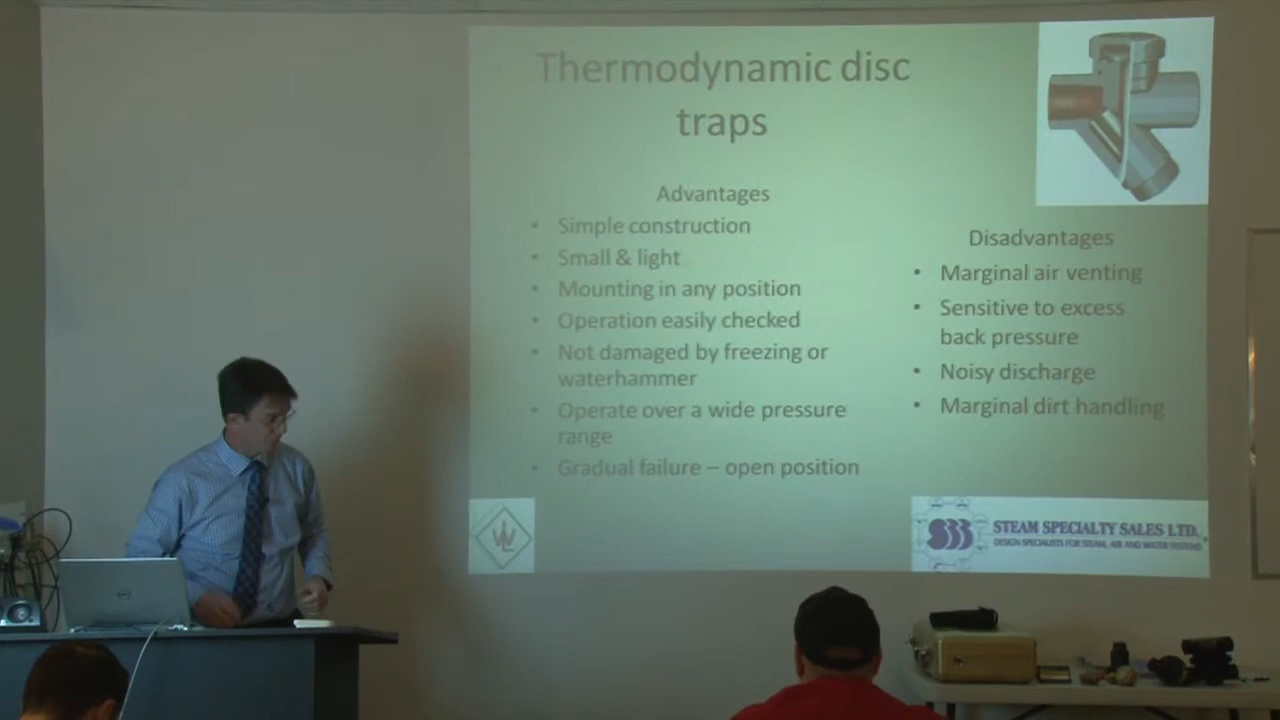 Thermodynamic disc
traps
Advantages
• Simple construction
• Small & light
• Mounting in any position
• Operation easily checked
• Not damaged by freezing or
waterhammer
• Operate over a wide pressure
range
• Gradual failure – open position
Disadvantages
• Marginal air venting
• Sensitive to excess
back pressure
• Noisy discharge
• Marginal dirt handling
SSS
STEAM SPECIALTY SALES LTD.
DESIGN SPECIALISTS FOR STEAM, AIR AND WATER SYSTEMS